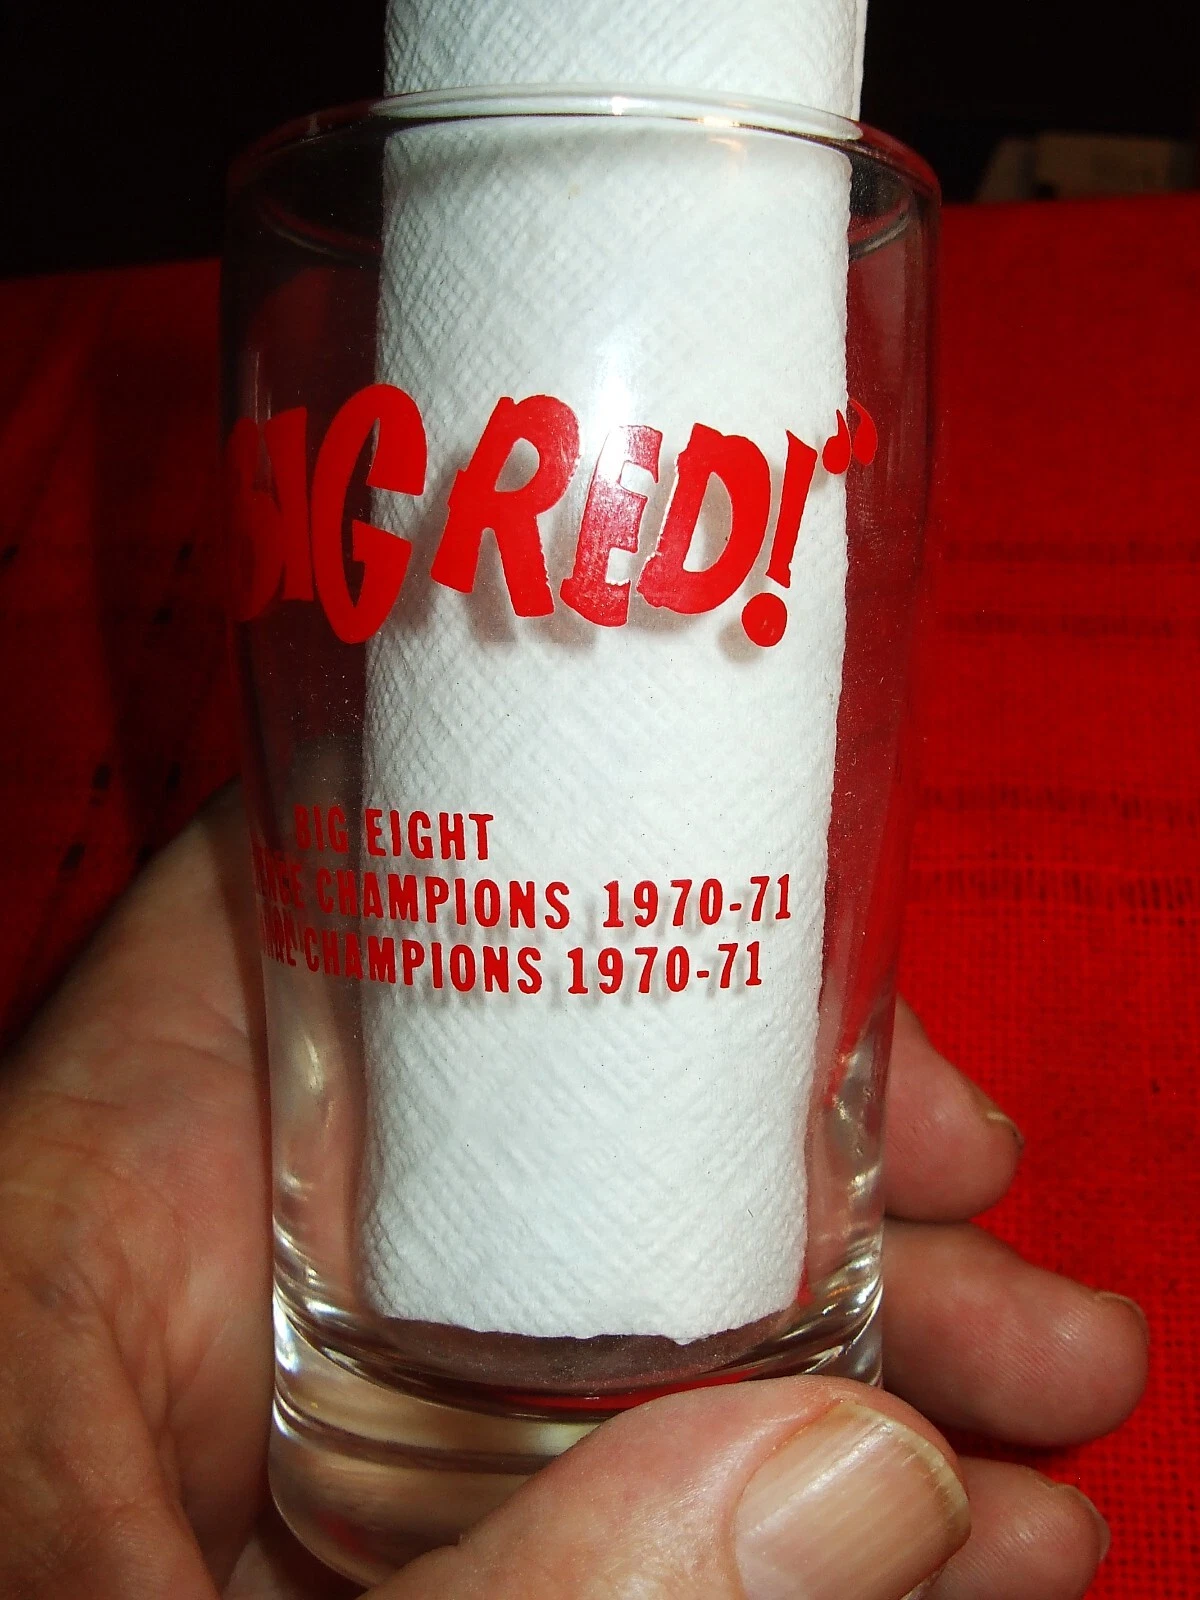 BIG RED!”
BIG EIGHT
CHAMPIONS 1970-71
CHAMPIONS 1970-71